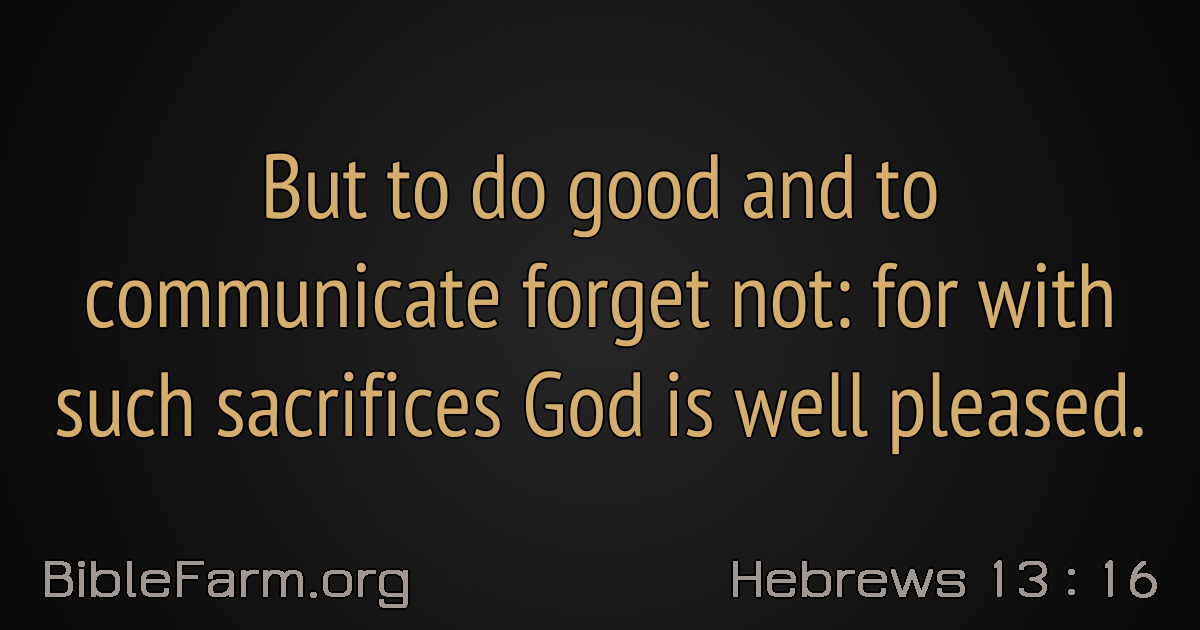 But to do good and to
communicate forget not: for with
such sacrifices God is well pleased.
BibleFarm.org
Hebrews 13:16